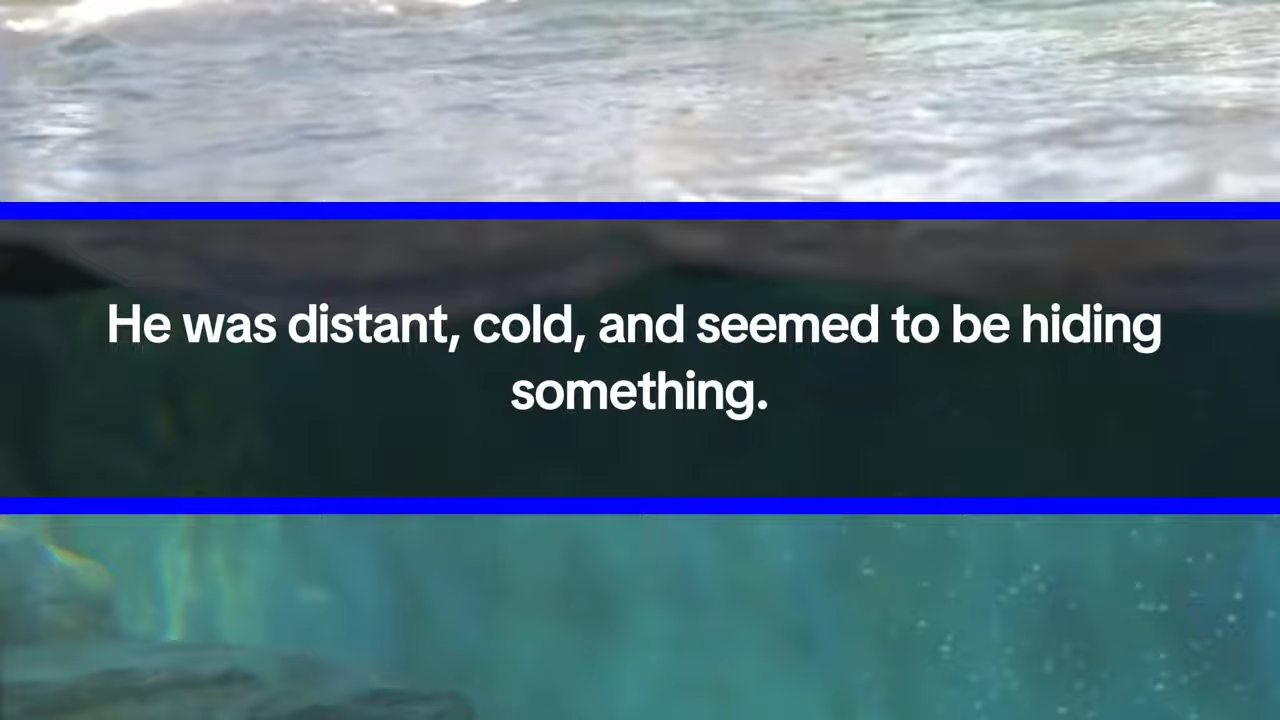 He was distant, cold, and seemed to be hiding
something.